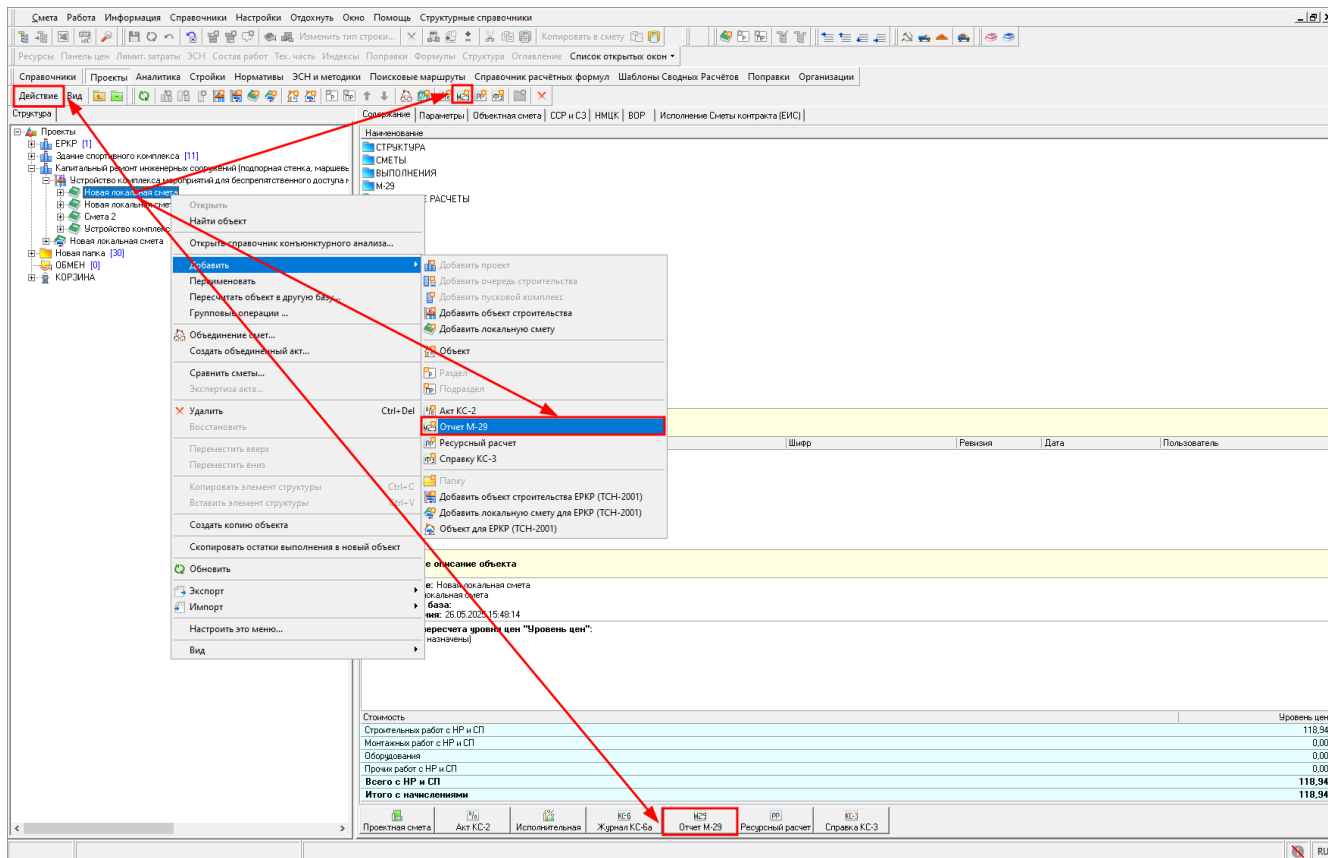 Смета Работа Информация Справочники Настройки Отдохнуть Окно Помощь Структурные справочники
Изменить тип строки... Копировать в смету
Ресурсы Панель цен Лимит. затраты ЭСН Состав работ Тех. часть Индексы Поправки Формулы Структура Оглавление Список открытых окон
Справочники Проекты Аналитика Стройки Нормативы ЭСН и методики Поисковые маршруты Справочник расчётных формул Шаблоны Сводных Расчётов Поправки Организации
Действие Вид
Структура
Содержание Параметры Объектная смета ССР и СЗ НМЦК ВОР Исполнение Сметы контракта (ЕИС)
Проекты
ЕРКР [1]
Здание спортивного комплекса [11]
Капитальный ремонт инженерных сооружений (подпорная стенка, маршевь
Устройство комплекса мероприятий для беспрепятственного доступа н
Новая локальная смета
Новая локальная сме
Смета 2
Устройство комплекс
Новая локальная смета
Новая папка [30]
ОБМЕН [0]
КОРЗИНА
Наименование
СТРУКТУРА
СМЕТЫ
ВЫПОЛНЕНИЯ
М-29
Е РАСЧЕТЫ
Открыть
Найти объект
Открыть справочник конъюнктурного анализа...
Добавить
Переименовать
Пересчитать объект в другую базу...
Групповые операции ...
Объединение смет...
Создать объединенный акт...
Сравнить сметы...
Экспертиза акта...
Удалить Ctrl+Del
Восстановить
Переместить вверх
Переместить вниз
Копировать элемент структуры Ctrl+C
Вставить элемент структуры Ctrl+V
Создать копию объекта
Скопировать остатки выполнения в новый объект
Обновить
Экспорт
Импорт
Настроить это меню...
Вид
Добавить проект
Добавить очередь строительства
Добавить пусковой комплекс
Добавить объект строительства
Добавить локальную смету
Объект
Раздел
Подраздел
Акт КС-2
Отчет М-29
Ресурсный расчет
Справку КС-3
Папку
Добавить объект строительства ЕРКР (ТСН-2001)
Добавить локальную смету для ЕРКР (ТСН-2001)
Объект для ЕРКР (ТСН-2001)
Шифр Ревизия Дата Пользователь
е описание объекта
е: Новая локальная смета
локальная смета
база:
ния: 26.05.2025 15:48:14
пересчета уровня цен "Уровень цен":
назначены)
Стоимость Уровень цен
Строительных работ с НР и СП 118,94
Монтажных работ с НР и СП 0,00
Оборудования 0,00
Прочих работ с НР и СП 0,00
Всего с НР и СП 118,94
Итого с начислениями 118,94
Проектная смета Акт КС-2 Исполнительная Журнал КС-6а Отчет М-29 Ресурсный расчет Справка КС-3
RU